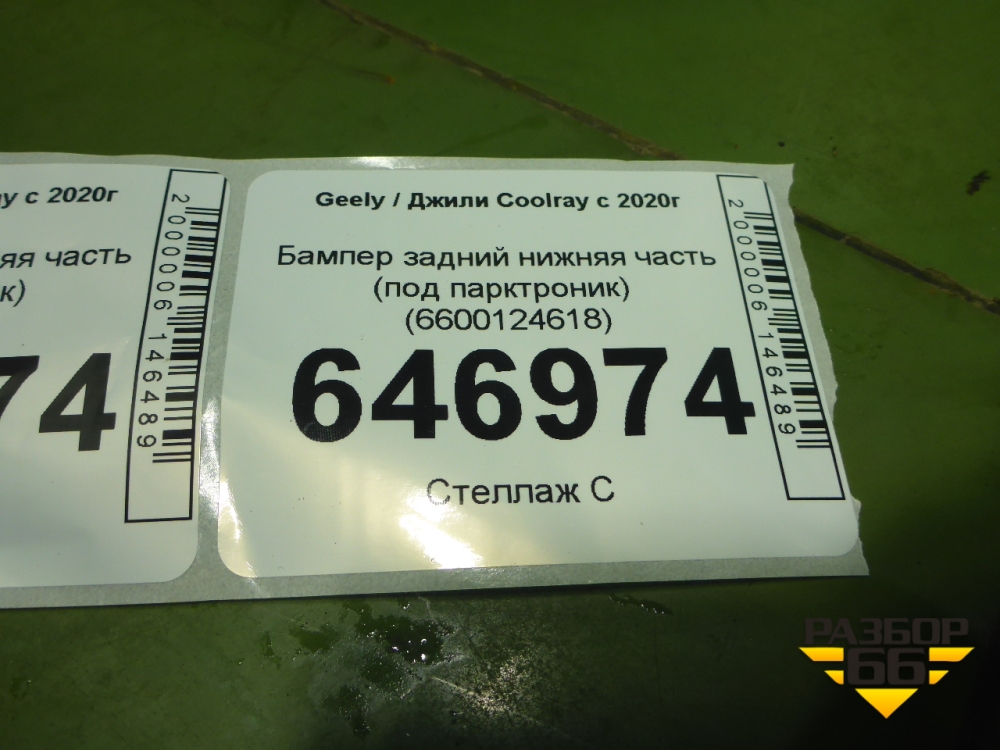 у с 2020г
яя часть
к)
74
2000006146489
Geely / Джили Coolray с 2020г
Бампер задний нижняя часть
(под парктроник)
(6600124618)
646974
Стеллаж С
2000006146489
РАЗБОР
66